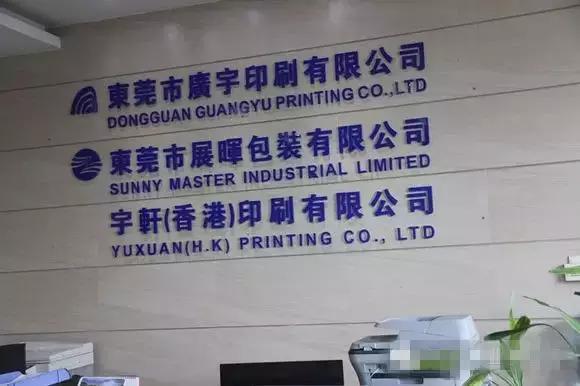 東莞市廣宇印刷有限公司
DONGGUAN GUANGYU PRINTING CO.,LTD
東莞市展暉包裝有限公司
SUNNY MASTER INDUSTRIAL LIMITED
宇軒(香港)印刷有限公司
YUXUAN(H.K) PRINTING CO., LTD